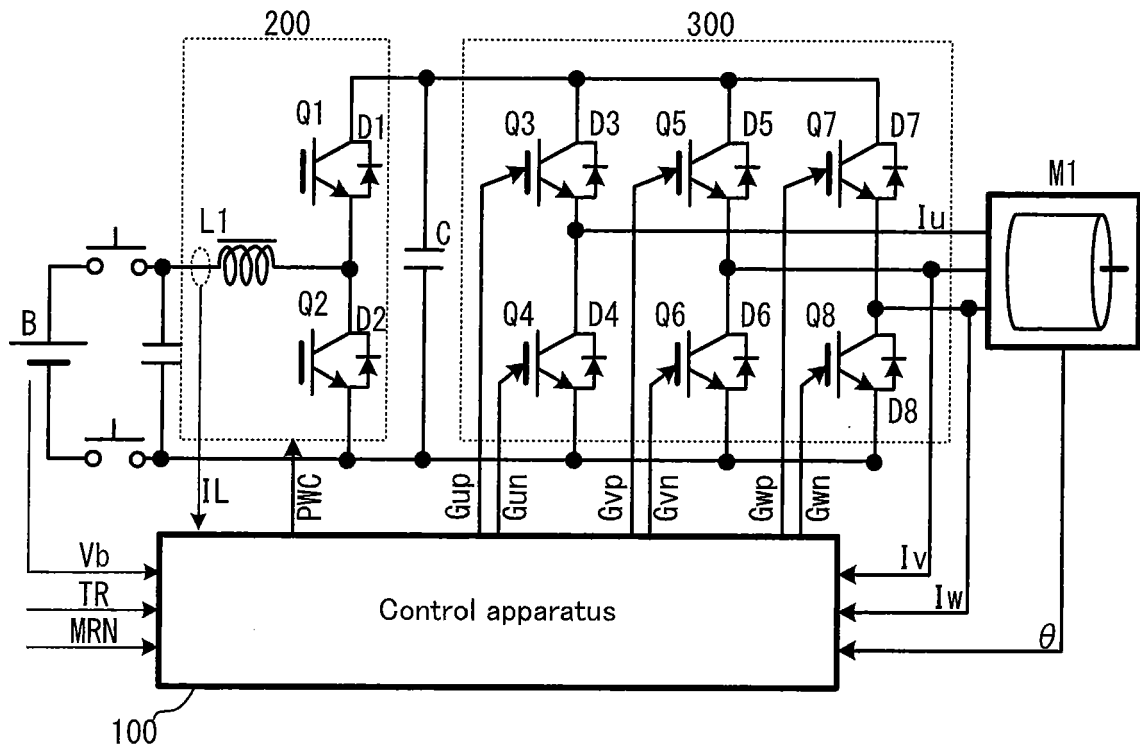 200
300
Q1
D1
Q3
D3
Q5
D5
Q7
D7
M1
Iu
L1
C
B
Q2
D2
Q4
D4
Q6
D6
Q8
D8
IL
PWC
Gup
Gun
Gvp
Gvn
Gwp
Gwn
Vb
TR
MRN
Control apparatus
Iv
Iw
θ
100